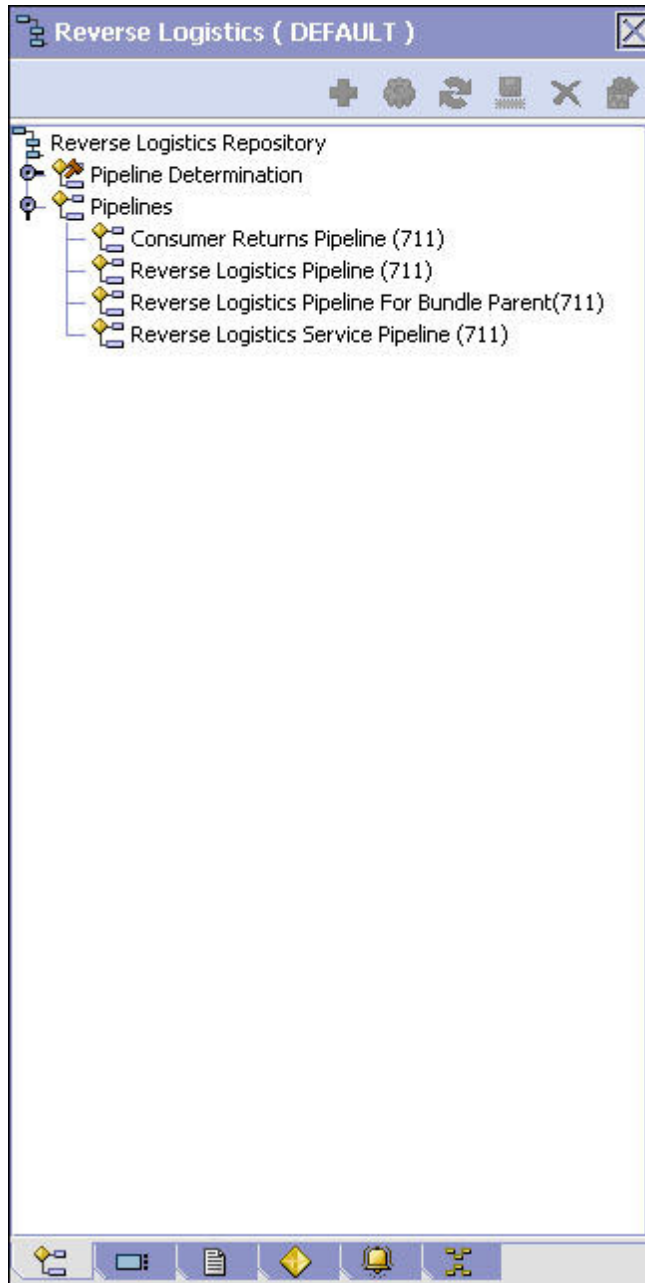 Reverse Logistics ( DEFAULT )
Reverse Logistics Repository
Pipeline Determination
Pipelines
Consumer Returns Pipeline (711)
Reverse Logistics Pipeline (711)
Reverse Logistics Pipeline For Bundle Parent(711)
Reverse Logistics Service Pipeline (711)